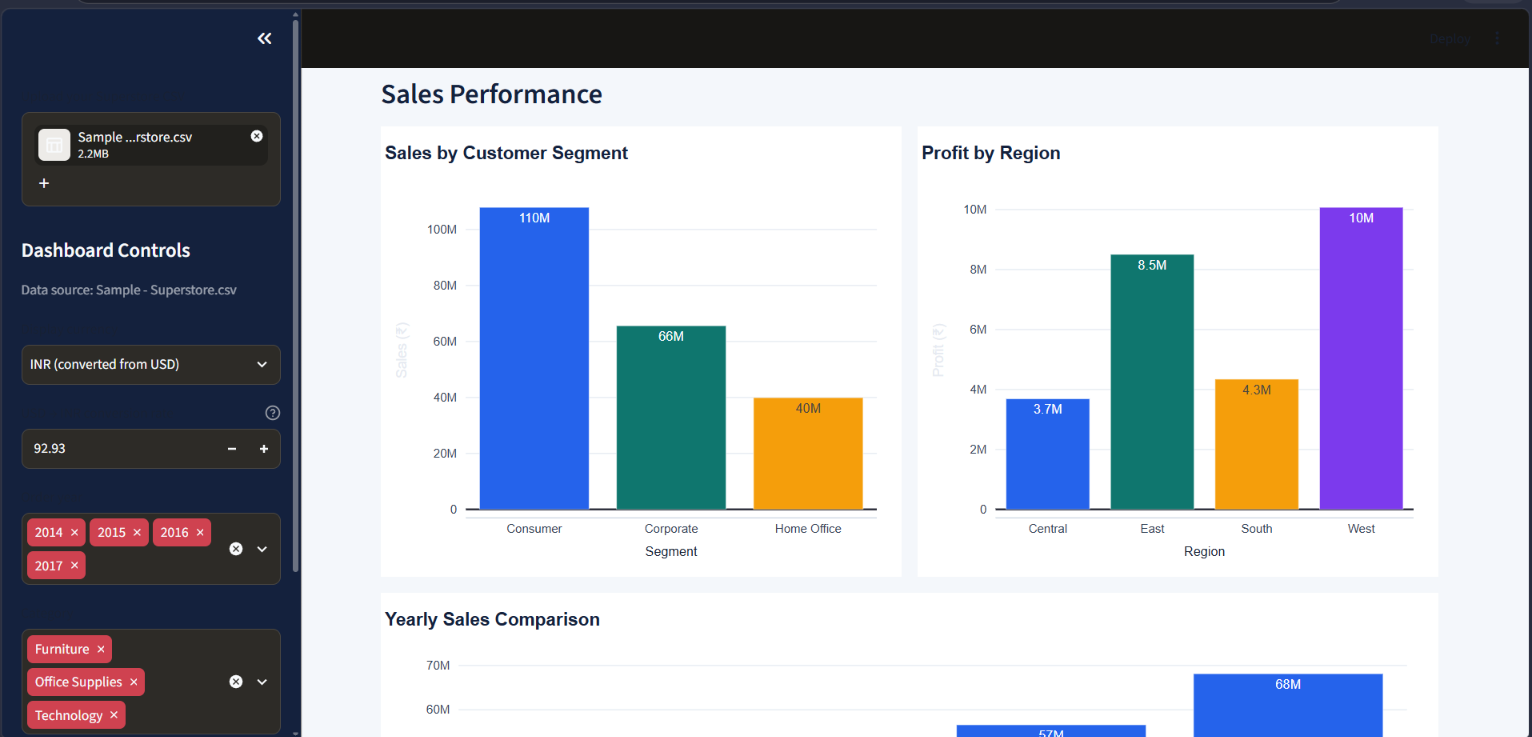 Deploy
Sample ...rstore.csv
2.2MB
Dashboard Controls
Data source: Sample - Superstore.csv
INR (converted from USD)
92.93
2014 × 2015 × 2016 ×
2017 ×
Furniture ×
Office Supplies ×
Technology ×
Sales Performance
Sales by Customer Segment
100M
80M
60M
40M
20M
0
Sales (₹)
110M
66M
40M
Consumer Corporate Home Office
Segment
Profit by Region
10M
8M
6M
4M
2M
0
Profit (₹)
3.7M
8.5M
4.3M
10M
Central East South West
Region
Yearly Sales Comparison
70M
60M
57M
68M